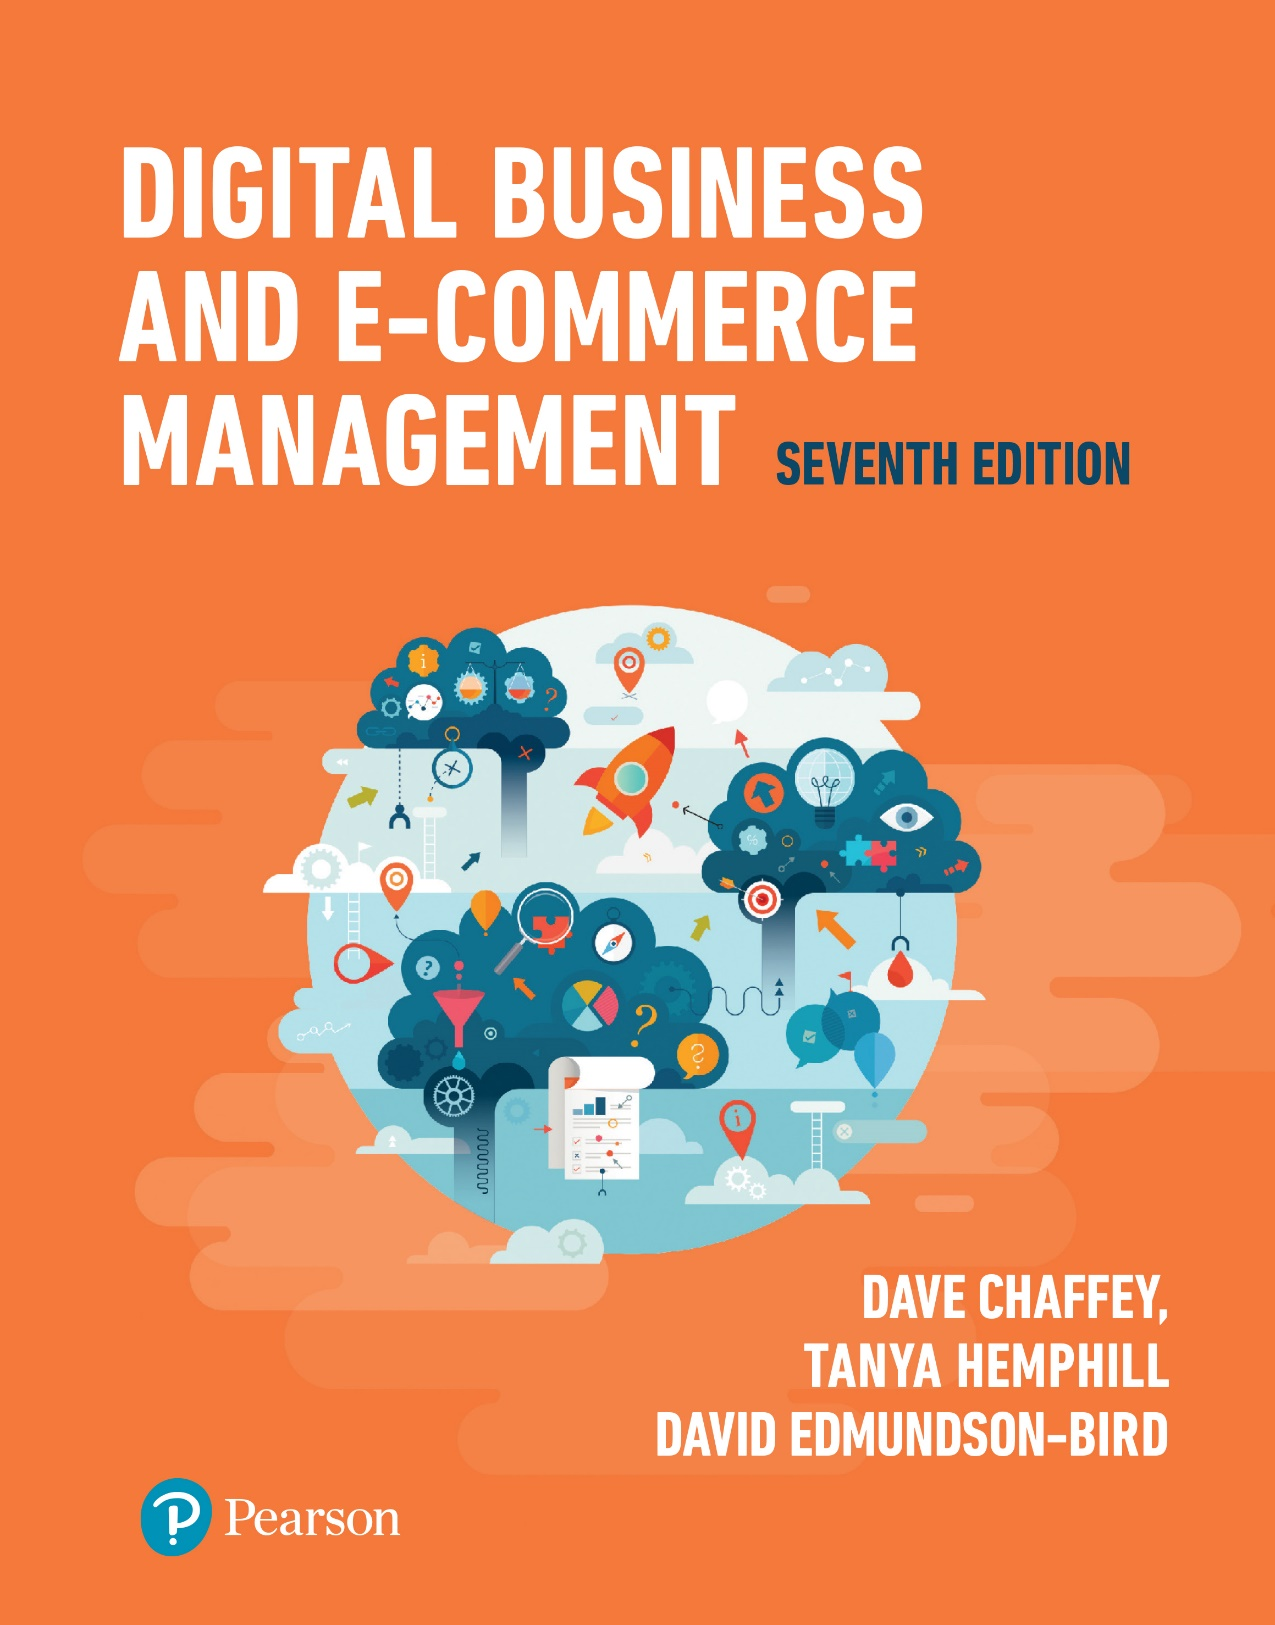 DIGITAL BUSINESS
AND E-COMMERCE
MANAGEMENT SEVENTH EDITION
i
?
%
?
?
?
i
DAVE CHAFFEY,
TANYA HEMPHILL
DAVID EDMUNDSON-BIRD
P Pearson